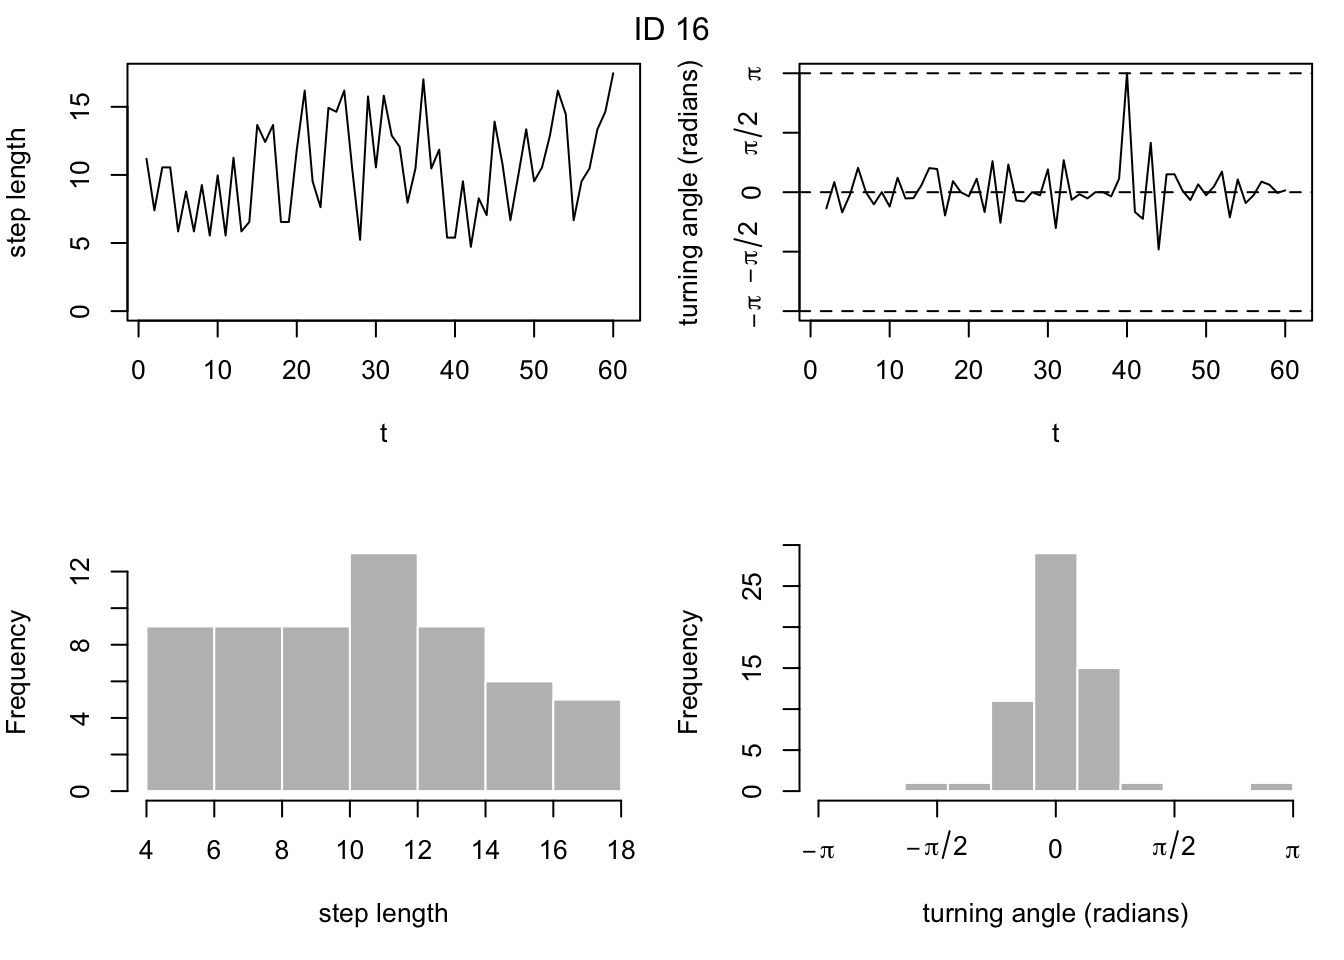 ID 16
step length
15
10
5
0
0 10 20 30 40 50 60
t
turning angle (radians)
π
π/2
0
−π/2
−π
0 10 20 30 40 50 60
t
Frequency
12
8
4
0
4 6 8 10 12 14 16 18
step length
Frequency
25
15
5
0
−π −π/2 0 π/2 π
turning angle (radians)